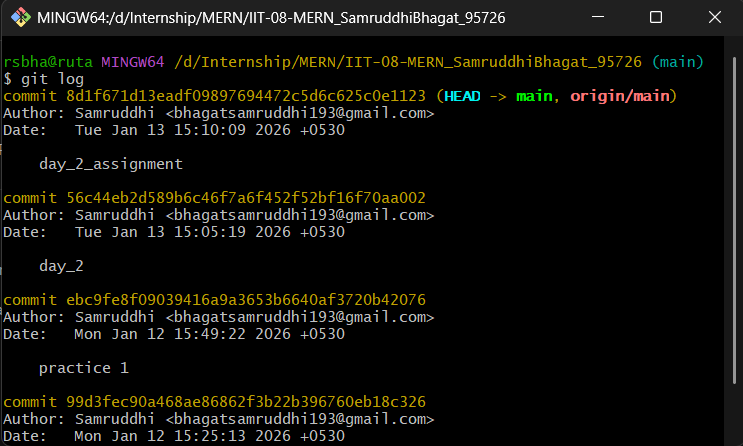 MINGW64:/d/Internship/MERN/IIT-08-MERN_SamruddhiBhagat_95726
rsbha@ruta MINGW64 /d/Internship/MERN/IIT-08-MERN_SamruddhiBhagat_95726 (main)
$ git log
commit 8d1f671d13eadf09897694472c5d6c625c0e1123 (HEAD -> main, origin/main)
Author: Samruddhi <bhagatsamruddhi193@gmail.com>
Date:   Tue Jan 13 15:10:09 2026 +0530
day_2_assignment
commit 56c44eb2d589b6c46f7a6f452f52bf16f70aa002
Author: Samruddhi <bhagatsamruddhi193@gmail.com>
Date:   Tue Jan 13 15:05:19 2026 +0530
day_2
commit ebc9fe8f09039416a9a3653b6640af3720b42076
Author: Samruddhi <bhagatsamruddhi193@gmail.com>
Date:   Mon Jan 12 15:49:22 2026 +0530
practice 1
commit 99d3fec90a468ae86862f3b22b396760eb18c326
Author: Samruddhi <bhagatsamruddhi193@gmail.com>
Date:   Mon Jan 12 15:25:13 2026 +0530